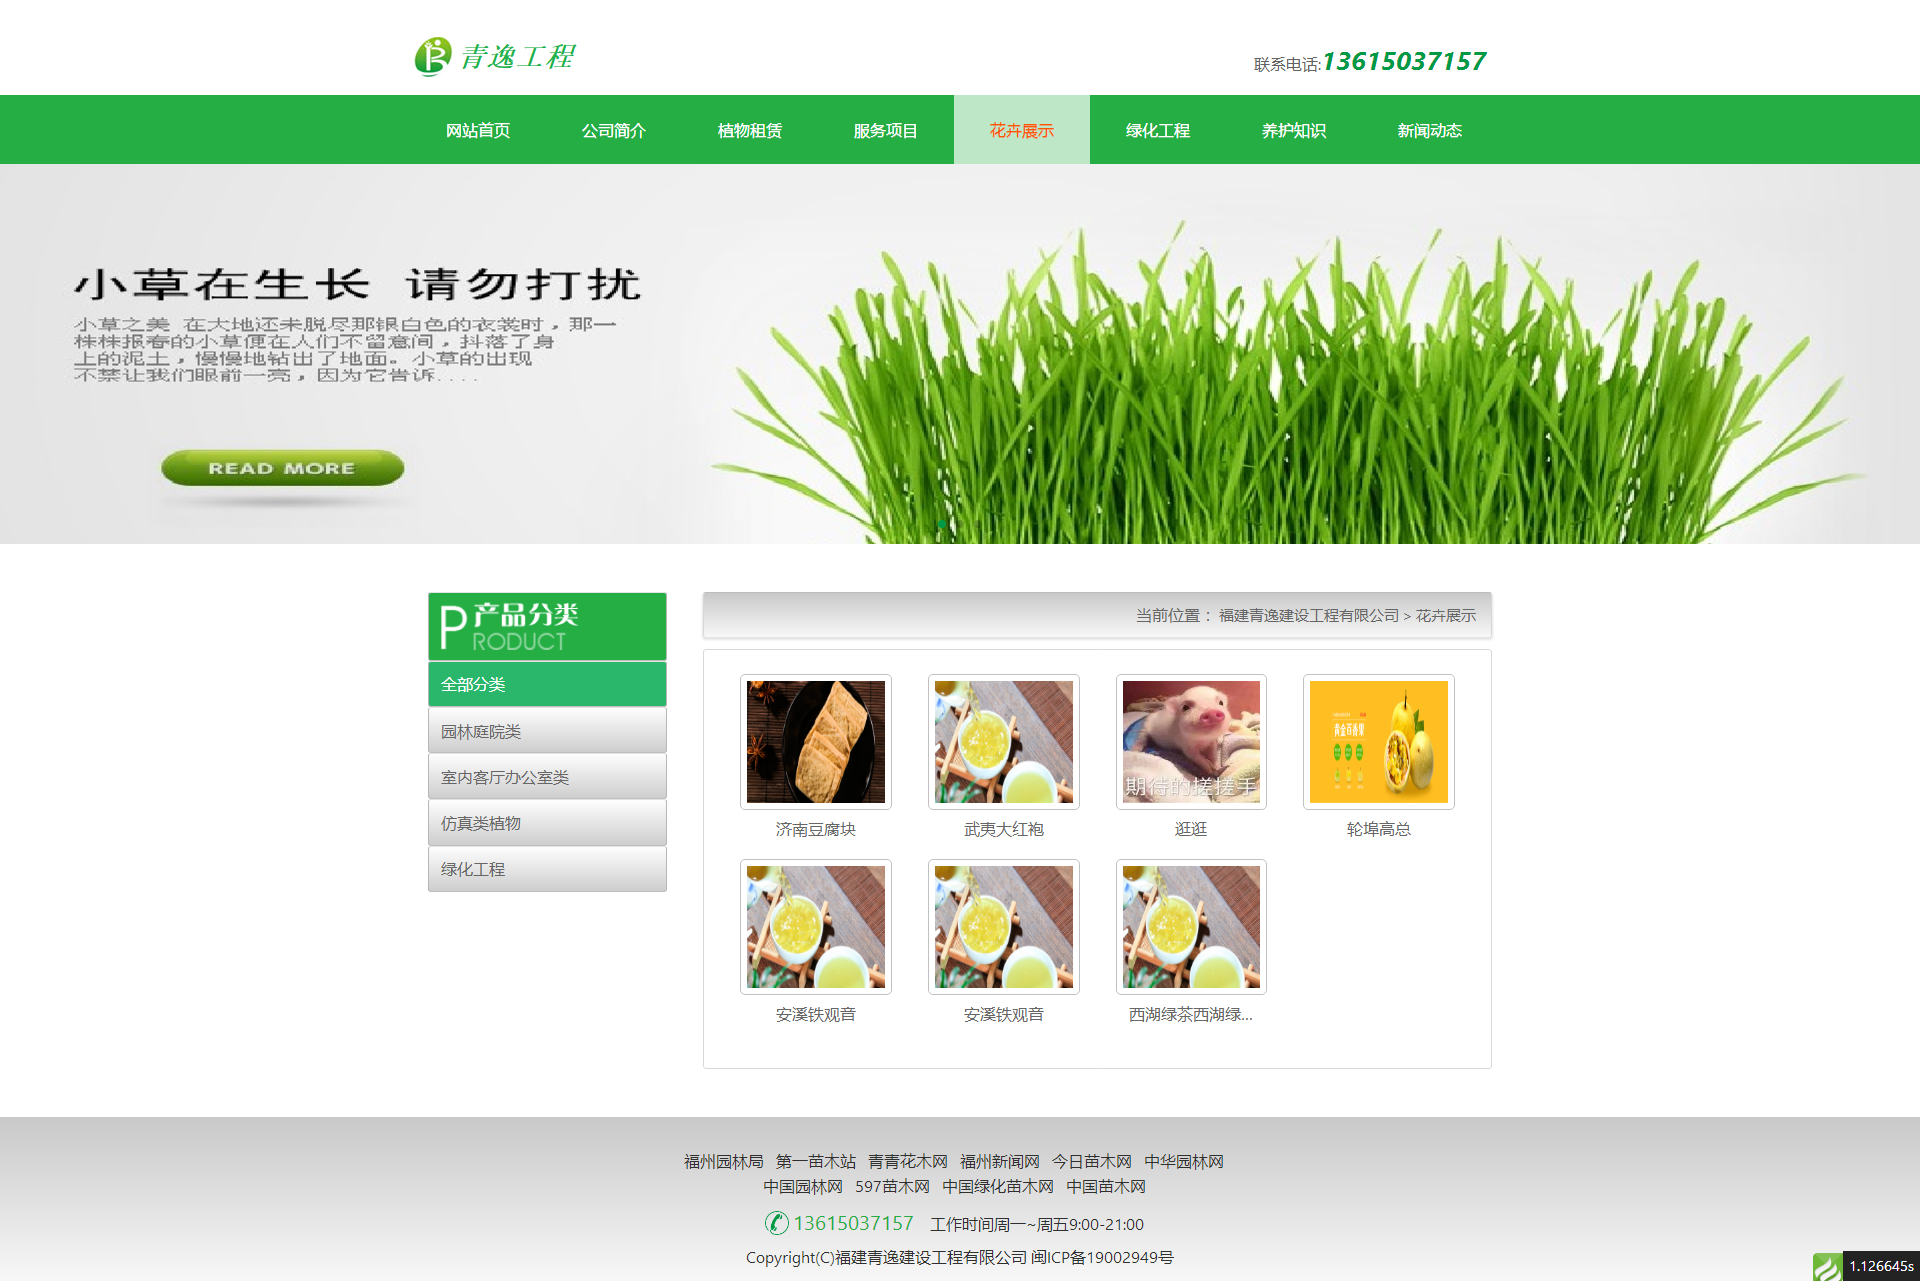 青逸工程
联系电话:13615037157
网站首页 公司简介 植物租赁 服务项目 花卉展示 绿化工程 养护知识 新闻动态
小草在生长 请勿打扰
小草之美 在大地还未脱尽那银白色的衣裳时，那一
株株报春的小草便在人们不留意间，抖落了身
上的泥土，慢慢地钻出了地面。小草的出现
不禁让我们眼前一亮，因为它告诉....
READ MORE
产品分类
PRODUCT
全部分类
园林庭院类
室内客厅办公室类
仿真类植物
绿化工程
当前位置： 福建青逸建设工程有限公司 > 花卉展示
期待的搓搓手
黄金百香果
济南豆腐块 武夷大红袍 逛逛 轮埠高总
安溪铁观音 安溪铁观音 西湖绿茶西湖绿...
福州园林局 第一苗木站 青青花木网 福州新闻网 今日苗木网 中华园林网
中国园林网 597苗木网 中国绿化苗木网 中国苗木网
13615037157 工作时间周一~周五9:00-21:00
Copyright(C)福建青逸建设工程有限公司 闽ICP备19002949号
1.126645s